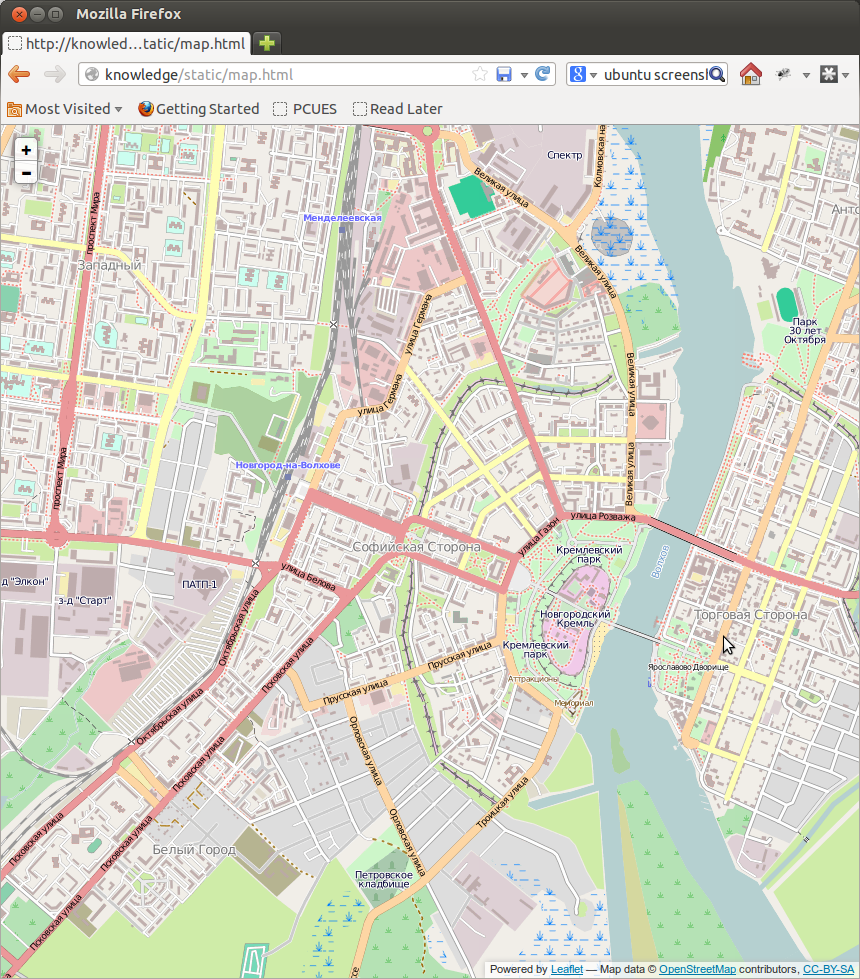 Mozilla Firefox
http://knowled...tatic/map.html
knowledge/static/map.html
ubuntu screensl
Most Visited
Getting Started
PCUES
Read Later
+
-
Спектр
Колмовская на
Великая улица
Менделеевская
проспект Мира
Анто
Западный
Великая улица
улица Германа
Парк
30 лет
Октября
Великая улица
улица Германа
Новгород-на-Волхове
проспект Мира
Великая улица
улица Розважа
улица Газон
Софийская Сторона
Кремлевский
парк
Волхов
д "Элкон"
з-д "Старт"
ПАТП-1
улица Белова
Новгородский
Кремль
Торговая Сторона
Октябрьская улица
Псковская улица
Кремлевский
парк
Прусская улица
Ярославово Дворище
Аттракционы
Прусская улица
Мемориал
Октябрьская улица
Орловская улица
Псковская улица
Троицкая улица
Псковская улица
Псковская улица
Орловская улица
Белый Город
Петровское
кладбище
Псковская улица
ссе
Powered by Leaflet — Map data © OpenStreetMap contributors, CC-BY-SA